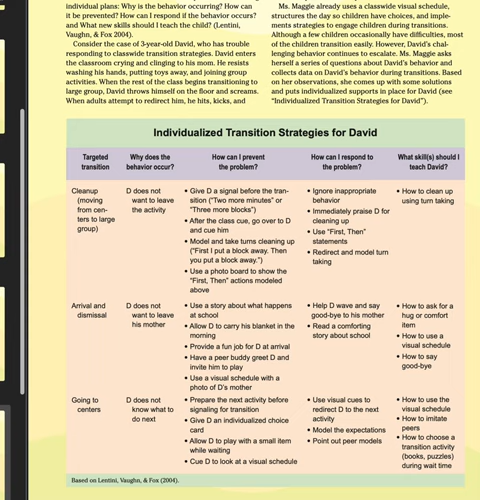 individual plans: Why is the behavior occurring? How can
it be prevented? How can I respond if the behavior occurs?
and What new skills should I teach the child? (Lentini,
Vaughn, & Fox 2004).
Consider the case of 3-year-old David, who has trouble
responding to classwide transition strategies. David enters
the classroom crying and clinging to his mom. He resists
washing his hands, putting toys away, and joining group
activities. When the rest of the class begins transitioning to
large group, David throws himself on the floor and screams.
When adults attempt to redirect him, he hits, kicks, and
Ms. Maggie already uses a classwide visual schedule,
structures the day so children have choices, and imple-
ments strategies to engage children during transitions.
Although a few children occasionally have difficulties, most
of the children transition easily. However, David's chal-
lenging behavior continues to escalate. Ms. Maggie asks
herself a series of questions about David's behavior and
collects data on David's behavior during transitions. Based
on her observations, she comes up with some solutions
and puts individualized supports in place for David (see
"Individualized Transition Strategies for David").
Individualized Transition Strategies for David
Targeted
transition
Why does the
behavior occur?
How can I prevent
the problem?
How can I respond to
the problem?
What skill(s) should I
teach David?
Cleanup
(moving
from cen-
ters to large
group)
D does not
want to leave
the activity
• Give D a signal before the tran-
sition ("Two more minutes" or
"Three more blocks")
• After the class cue, go over to D
and cue him
• Model and take turns cleaning up
("First I put a block away. Then
you put a block away.")
• Use a photo board to show the
"First, Then" actions modeled
above
• Ignore inappropriate
behavior
• Immediately praise D for
cleaning up
• Use "First, Then"
statements
• Redirect and model turn
taking
• How to clean up
using turn taking
Arrival and
dismissal
D does not
want to leave
his mother
• Use a story about what happens
at school
• Allow D to carry his blanket in the
morning
• Provide a fun job for D at arrival
• Have a peer buddy greet D and
invite him to play
• Use a visual schedule with a
photo of D's mother
• Help D wave and say
good-bye to his mother
• Read a comforting
story about school
• How to ask for a
hug or comfort
item
• How to use a
visual schedule
• How to say
good-bye
Going to
centers
D does not
know what to
do next
• Prepare the next activity before
signaling for transition
• Give D an individualized choice
card
• Allow D to play with a small item
while waiting
• Cue D to look at a visual schedule
• Use visual cues to
redirect D to the next
activity
• Model the expectations
• Point out peer models
• How to use the
visual schedule
• How to imitate
peers
• How to choose a
transition activity
(books, puzzles)
during wait time
Based on Lentini, Vaughn, & Fox (2004).